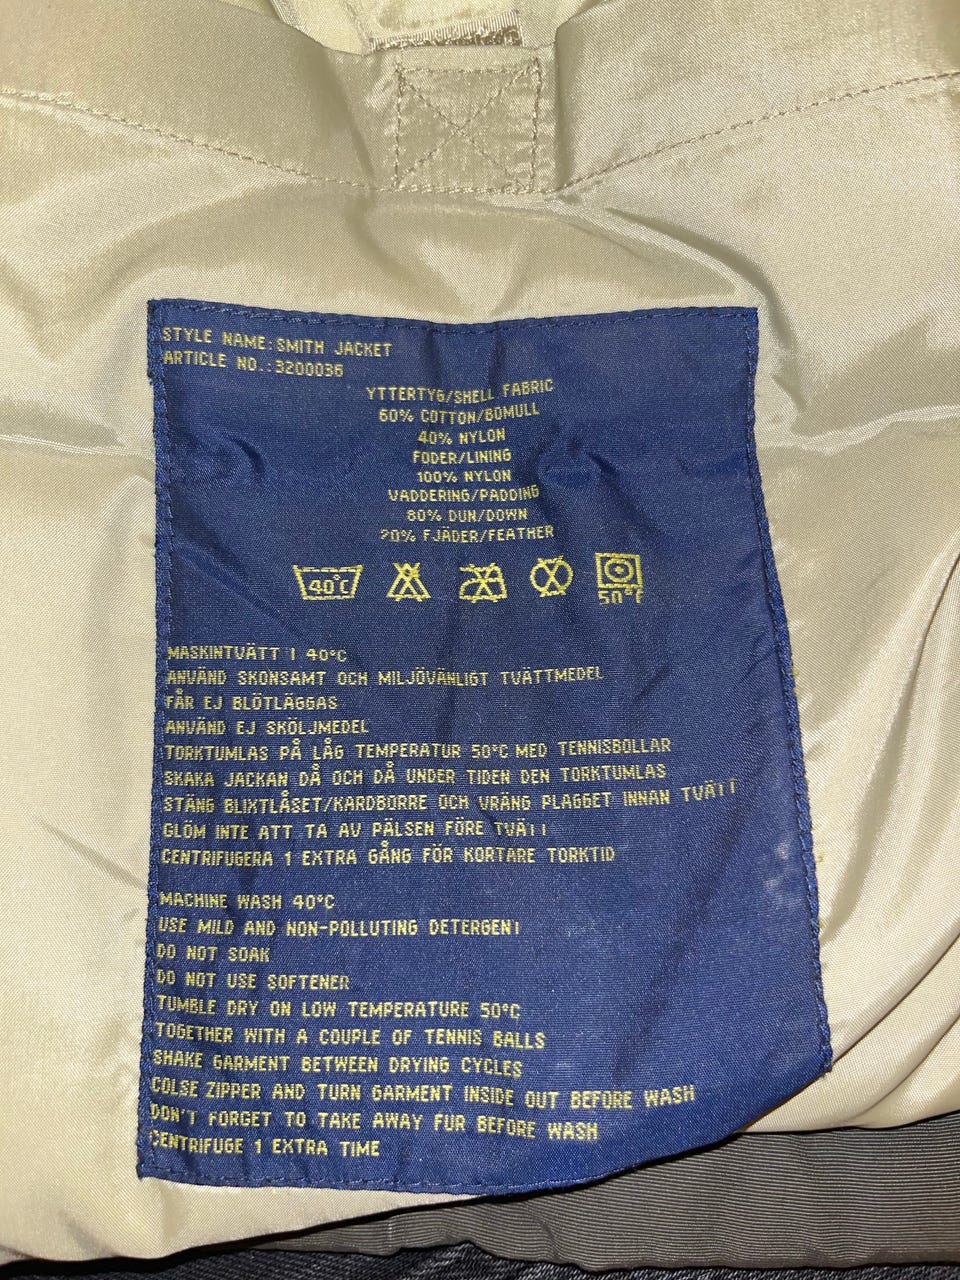 STYLE NAME:SMITH JACKET
ARTICLE NO.:3200036
YTTERTYG/SHELL FABRIC
60% COTTON/BOMULL
40% NYLON
FODER/LINING
100% NYLON
VADDERING/PADDING
80% DUN/DOWN
20% FJÄDER/FEATHER
40°C
50°C
MASKINTVÄTT I 40°C
ANVÄND SKONSAMT OCH MILJÖVÄNLIGT TVÄTTMEDEL
FÅR EJ BLÖTLÄGGAS
ANVÄND EJ SKÖLJMEDEL
TORKTUMLAS PÅ LÅG TEMPERATUR 50°C MED TENNISBOLLAR
SKAKA JACKAN DÅ OCH DÅ UNDER TIDEN DEN TORKTUMLAS
STÄNG BLIXTLÅSET/KARDBORRE OCH VRÄNG PLAGGET INNAN TVÄTT
GLÖM INTE ATT TA AV PÄLSEN FÖRE TVÄTT
CENTRIFUGERA 1 EXTRA GÅNG FÖR KORTARE TORKTID
MACHINE WASH 40°C
USE MILD AND NON-POLLUTING DETERGENT
DO NOT SOAK
DO NOT USE SOFTENER
TUMBLE DRY ON LOW TEMPERATURE 50°C
TOGETHER WITH A COUPLE OF TENNIS BALLS
SHAKE GARMENT BETWEEN DRYING CYCLES
COLSE ZIPPER AND TURN GARMENT INSIDE OUT BEFORE WASH
DON'T FORGET TO TAKE AWAY FUR BEFORE WASH
CENTRIFUGE 1 EXTRA TIME